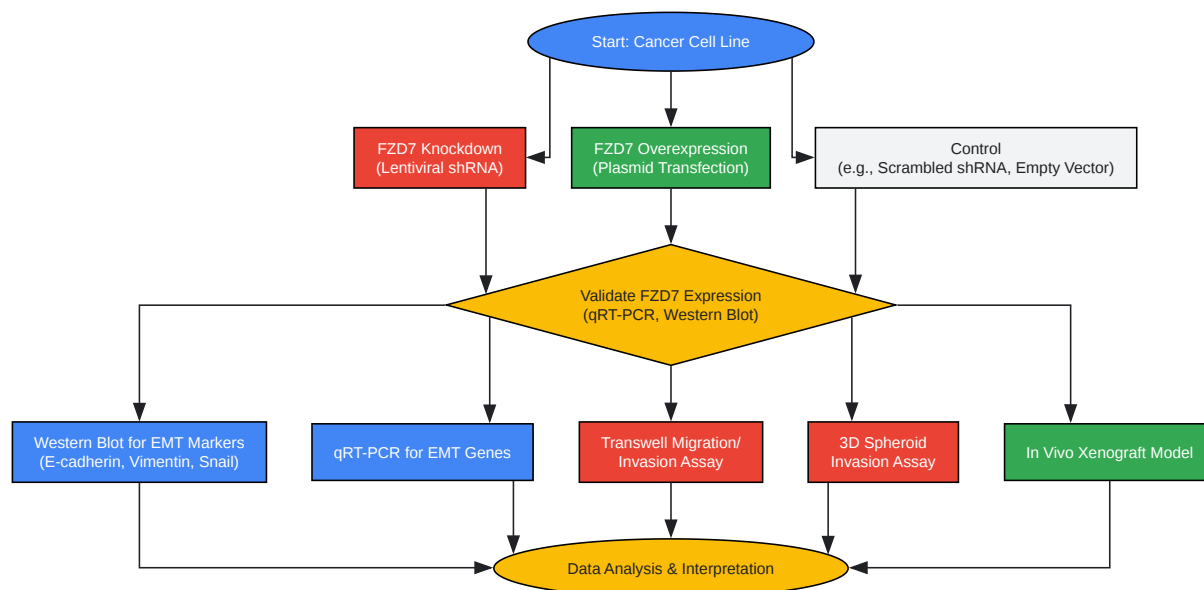 Start: Cancer Cell Line
FZD7 Knockdown
(Lentiviral shRNA)
FZD7 Overexpression
(Plasmid Transfection)
Control
(e.g., Scrambled shRNA, Empty Vector)
Validate FZD7 Expression
(qRT-PCR, Western Blot)
Western Blot for EMT Markers
(E-cadherin, Vimentin, Snail)
qRT-PCR for EMT Genes
Transwell Migration/
Invasion Assay
3D Spheroid
Invasion Assay
In Vivo Xenograft Model
Data Analysis & Interpretation